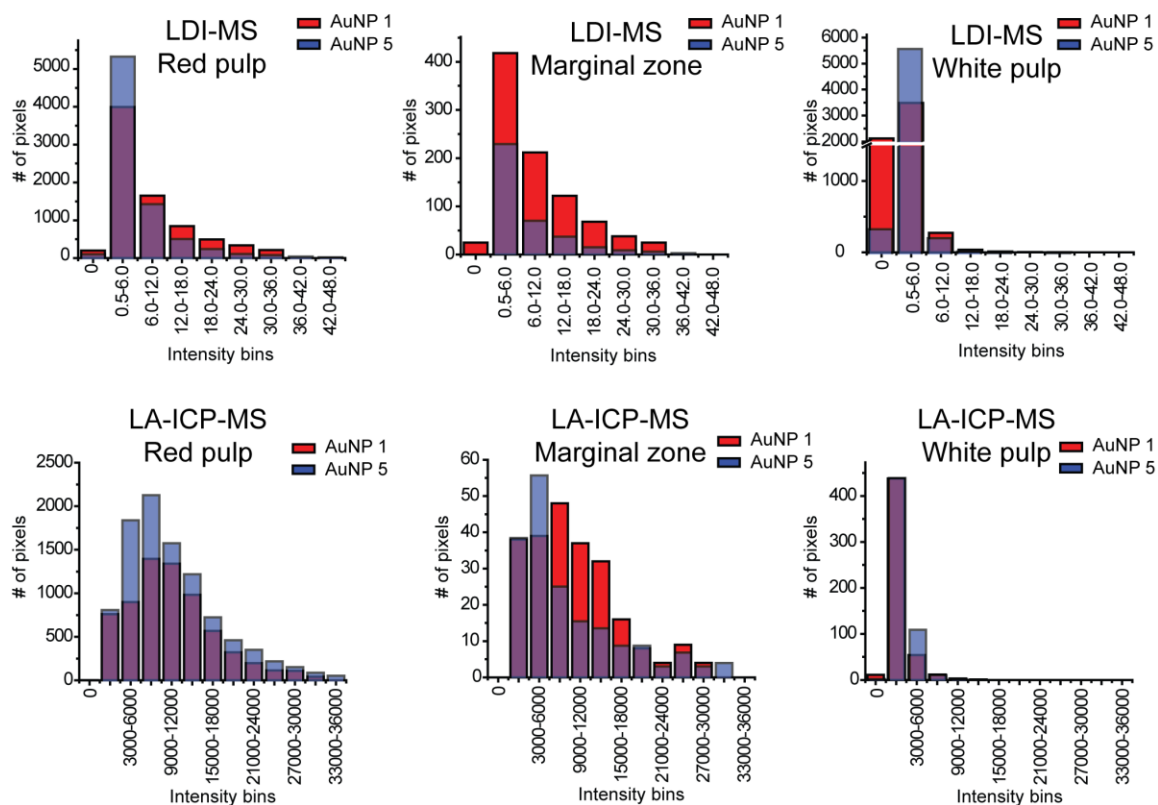 LDI-MS
Red pulp
AuNP 1
AuNP 5
# of pixels
5000
4000
3000
2000
1000
0
0
0.5-6.0
6.0-12.0
12.0-18.0
18.0-24.0
24.0-30.0
30.0-36.0
36.0-42.0
42.0-48.0
Intensity bins
LDI-MS
Marginal zone
AuNP 1
AuNP 5
# of pixels
400
300
200
100
0
0
0.5-6.0
6.0-12.0
12.0-18.0
18.0-24.0
24.0-30.0
30.0-36.0
36.0-42.0
42.0-48.0
Intensity bins
LDI-MS
White pulp
AuNP 1
AuNP 5
# of pixels
6000
5000
4000
3000
2000
1000
0
0
0.5-6.0
6.0-12.0
12.0-18.0
18.0-24.0
24.0-30.0
30.0-36.0
36.0-42.0
42.0-48.0
Intensity bins
LA-ICP-MS
Red pulp
AuNP 1
AuNP 5
# of pixels
2500
2000
1500
1000
500
0
0
3000-6000
9000-12000
15000-18000
21000-24000
27000-30000
33000-36000
Intensity bins
LA-ICP-MS
Marginal zone
AuNP 1
AuNP 5
# of pixels
60
50
40
30
20
10
0
0
3000-6000
9000-12000
15000-18000
21000-24000
27000-30000
33000-36000
Intensity bins
LA-ICP-MS
White pulp
AuNP 1
AuNP 5
# of pixels
400
300
200
100
0
0
3000-6000
9000-12000
15000-18000
21000-24000
27000-30000
33000-36000
Intensity bins